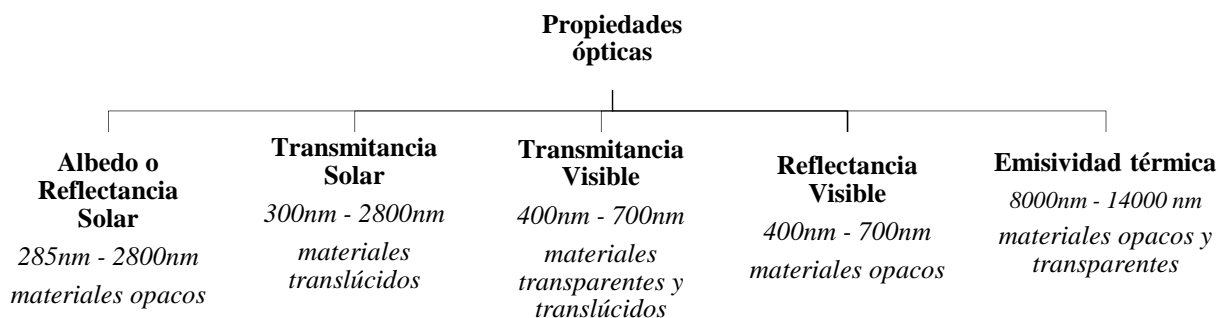 Propiedades
ópticas
Albedo o
Reflectancia
Solar
285nm - 2800nm
materiales opacos
Transmitancia
Solar
300nm - 2800nm
materiales
translúcidos
Transmitancia
Visible
400nm - 700nm
materiales
transparentes y
translúcidos
Reflectancia
Visible
400nm - 700nm
materiales opacos
Emisividad térmica
8000nm - 14000 nm
materiales opacos y
transparentes